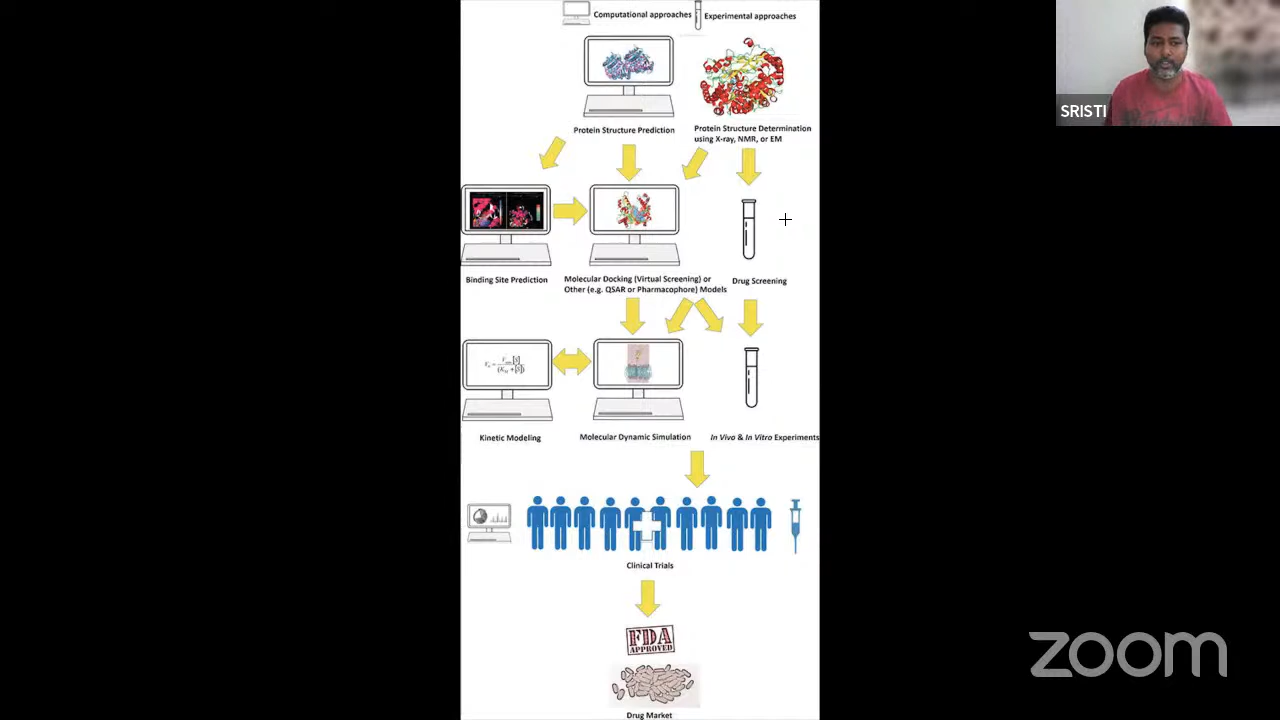 Computational approaches
Experimental approaches
SRISTI
Protein Structure Prediction
Protein Structure Determination
using X-ray, NMR, or EM
Binding Site Prediction
Molecular Docking (Virtual Screening) or
Other (e.g. QSAR or Pharmacophore) Models
Drug Screening
Kinetic Modeling
Molecular Dynamic Simulation
In Vivo & In Vitro Experiments
Clinical Trials
FDA
APPROVED
Drug Market
zoom